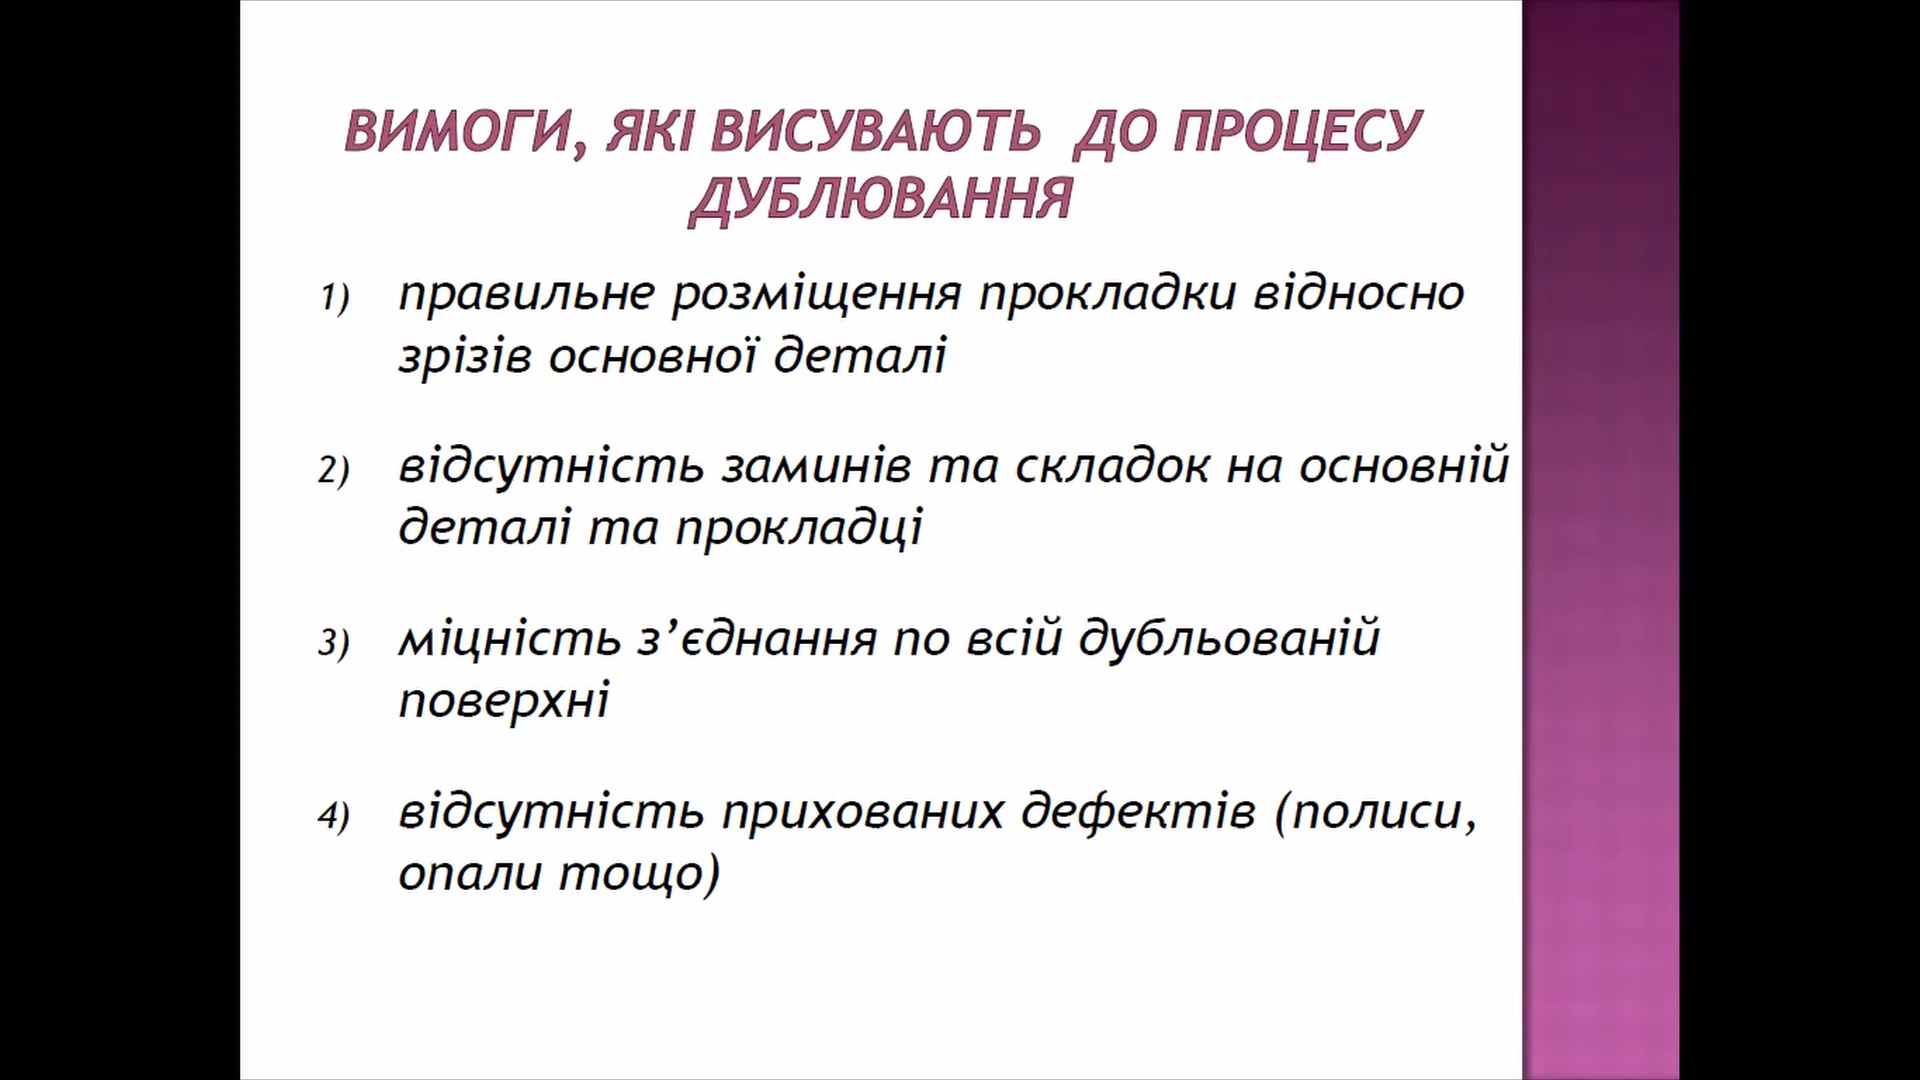 ВИМОГИ, ЯКІ ВИСУВАЮТЬ ДО ПРОЦЕСУ
ДУБЛЮВАННЯ
1) правильне розміщення прокладки відносно
зрізів основної деталі
2) відсутність заминів та складок на основній
деталі та прокладці
3) міцність з’єднання по всій дубльованій
поверхні
4) відсутність прихованих дефектів (полиси,
опали тощо)